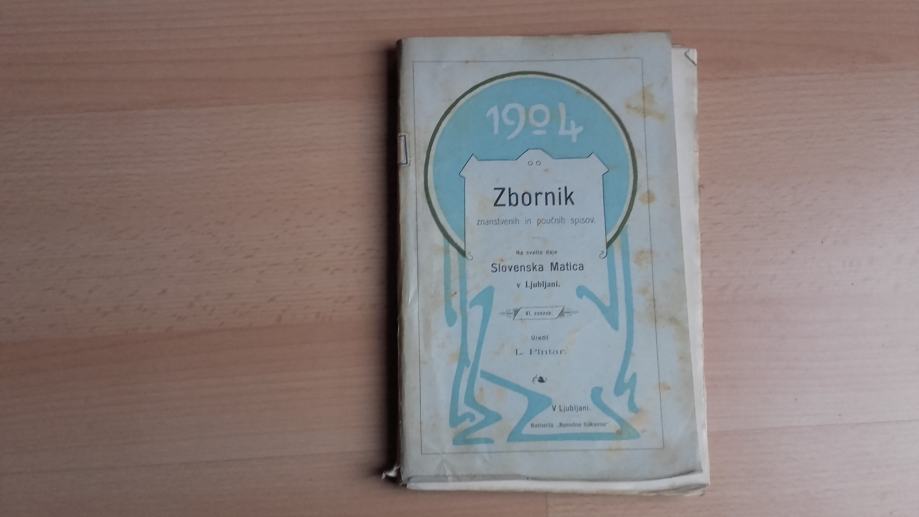 1904
Zbornik
znanstvenih in poučnih spisov.
Na svetlo daje
Slovenska Matica
v Ljubljani.
VI. zvezek.
Uredil
L. Pintar.
V Ljubljani.
Natisnila „Narodna tiskarna“